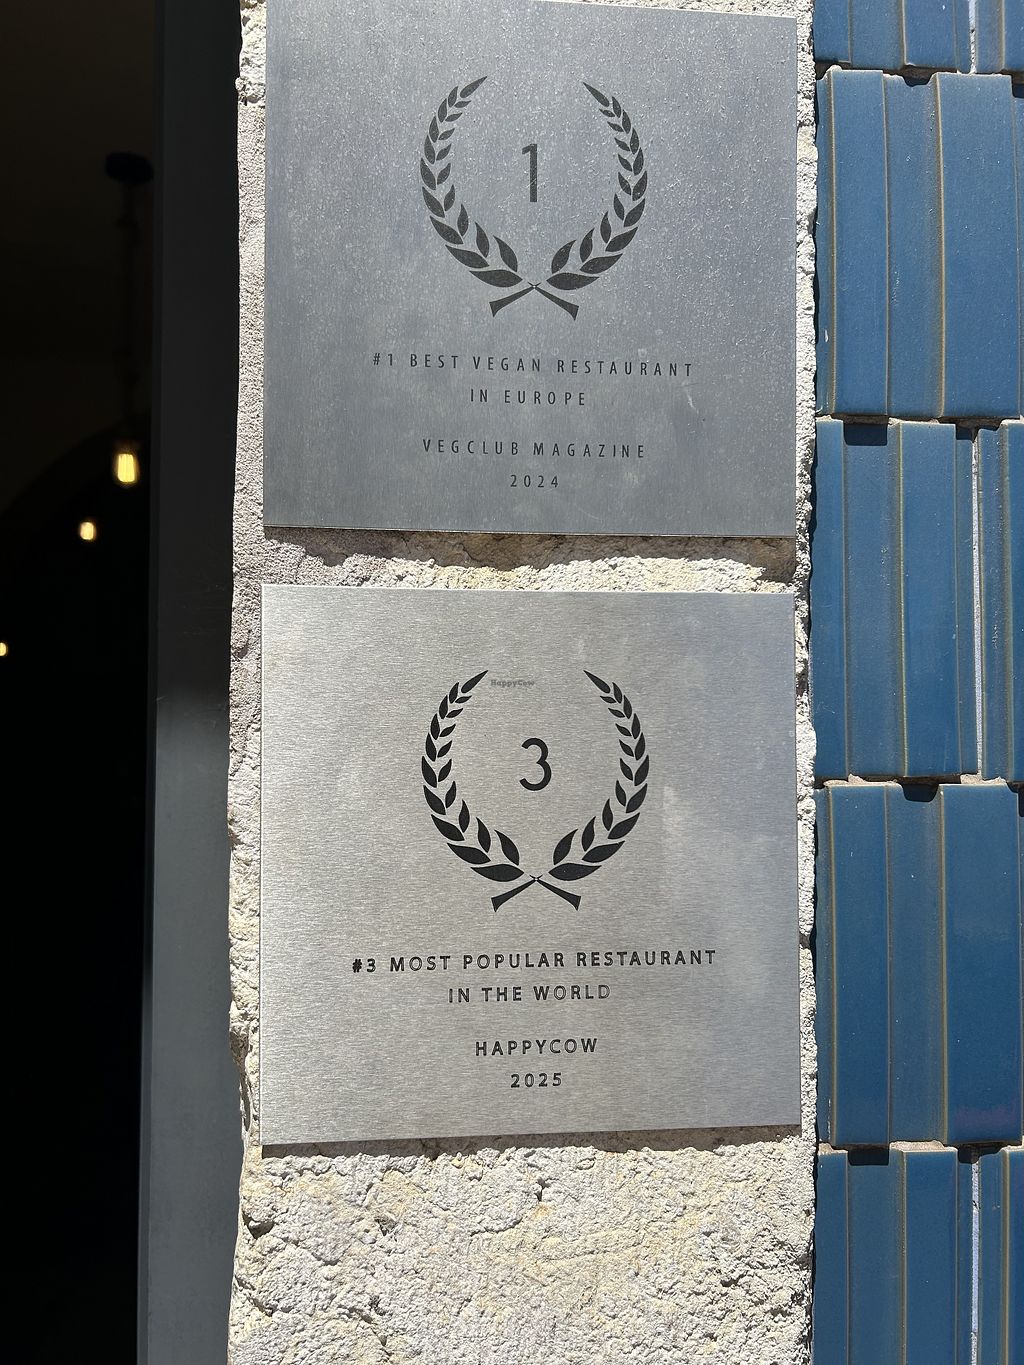 1
#1 BEST VEGAN RESTAURANT
IN EUROPE
VEGCLUB MAGAZINE
2024
HappyCow
3
#3 MOST POPULAR RESTAURANT
IN THE WORLD
HAPPYCOW
2025